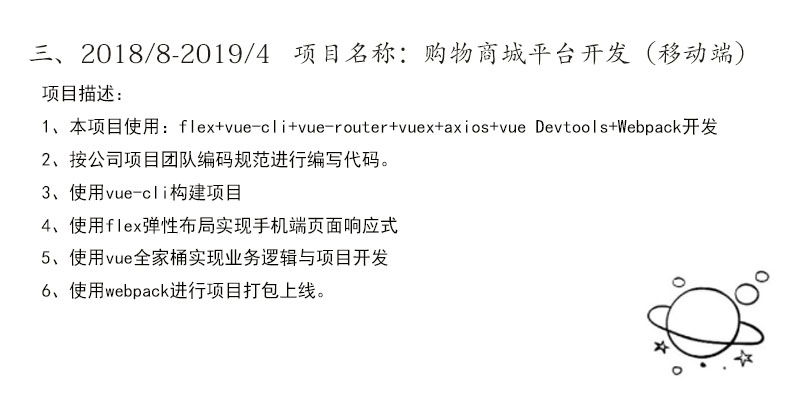 三、2018/8-2019/4 项目名称：购物商城平台开发（移动端）
项目描述：
1、本项目使用：flex+vue-cli+vue-router+vuex+axios+vue Devtools+Webpack开发
2、按公司项目团队编码规范进行编写代码。
3、使用vue-cli构建项目
4、使用flex弹性布局实现手机端页面响应式
5、使用vue全家桶实现业务逻辑与项目开发
6、使用webpack进行项目打包上线。